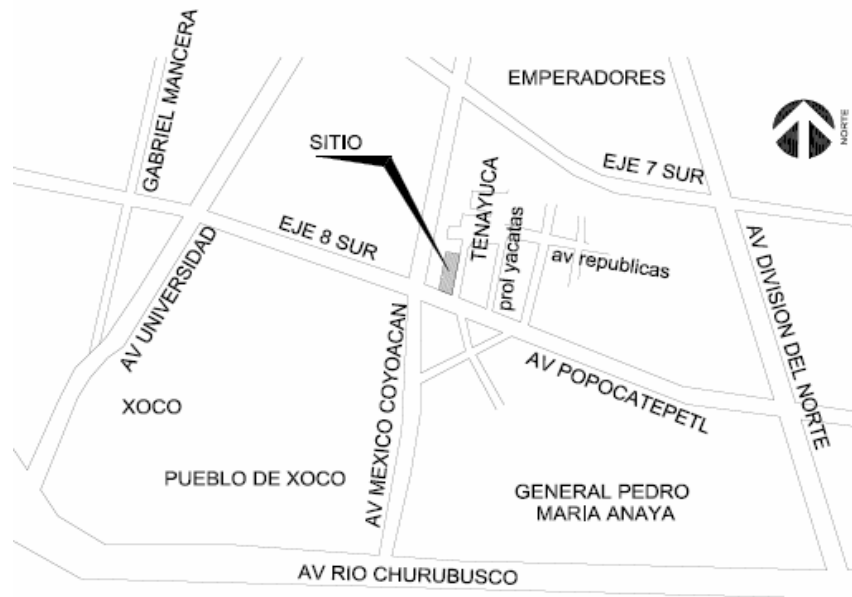 GABRIEL MANCERA
EMPERADORES
NORTE
SITIO
EJE 7 SUR
TENAYUCA
EJE 8 SUR
prol yacatas
av republicas
AV UNIVERSIDAD
AV DIVISION DEL NORTE
AV MEXICO COYOACAN
AV POPOCATEPETL
XOCO
PUEBLO DE XOCO
GENERAL PEDRO
MARIA ANAYA
AV RIO CHURUBUSCO